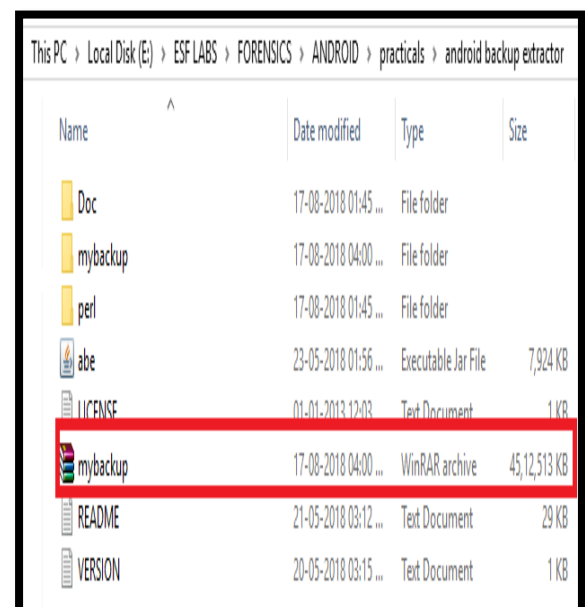 This PC > Local Disk (E:) > ESF LABS > FORENSICS > ANDROID > practicals > android backup extractor
Name Date modified Type Size
Doc 17-08-2018 01:45 ... File folder
mybackup 17-08-2018 04:00 ... File folder
perl 17-08-2018 01:45 ... File folder
abe 23-05-2018 01:56 ... Executable Jar File 7,924 KB
LICENSE 01-01-2013 12:03 Text Document 1 KB
mybackup 17-08-2018 04:00 ... WinRAR archive 45,12,513 KB
README 21-05-2018 03:12 ... Text Document 29 KB
VERSION 20-05-2018 03:15 ... Text Document 1 KB